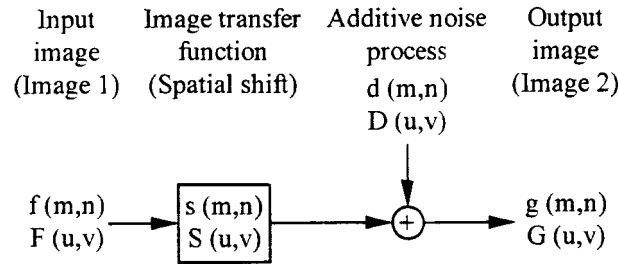 Input
image
(Image 1)
Image transfer
function
(Spatial shift)
Additive noise
process
d (m,n)
D (u,v)
Output
image
(Image 2)
f (m,n)
F (u,v)
s (m,n)
S (u,v)
+
g (m,n)
G (u,v)